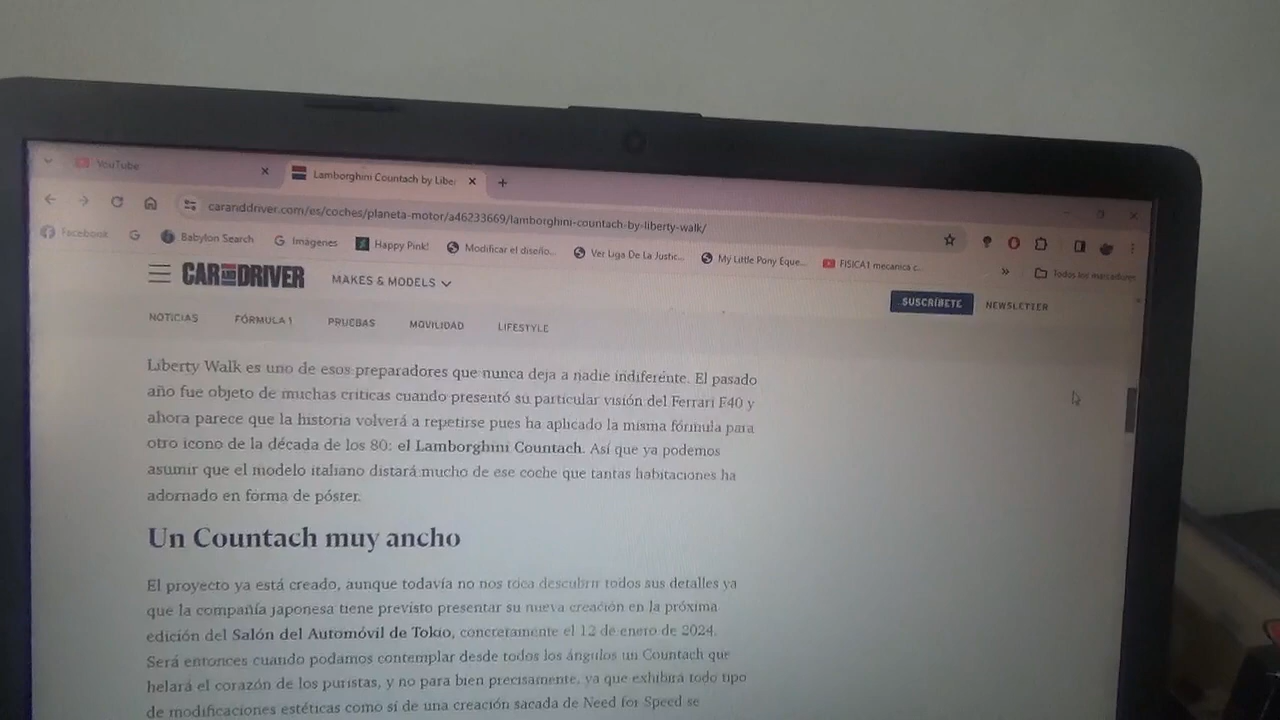 YouTube
Lamborghini Countach by Libe
caranddriver.com/es/coches/planeta-motor/a46233669/lamborghini-countach-by-liberty-walk/
Facebook
Babylon Search
Imágenes
Happy Pink!
Modificar el diseño...
Ver Liga De La Justic...
My Little Pony Eque...
FISICA1 mecanica c...
»
Todos los marcadores
CAR AND DRIVER
MAKES & MODELS
SUSCRÍBETE
NEWSLETTER
NOTICIAS
FÓRMULA 1
PRUEBAS
MOVILIDAD
LIFESTYLE
Liberty Walk es uno de esos preparadores que nunca deja a nadie indiferente. El pasado
año fue objeto de muchas críticas cuando presentó su particular visión del Ferrari F40 y
ahora parece que la historia volverá a repetirse pues ha aplicado la misma fórmula para
otro icono de la década de los 80: el Lamborghini Countach. Así que ya podemos
asumir que el modelo italiano distará mucho de ese coche que tantas habitaciones ha
adornado en forma de póster.
Un Countach muy ancho
El proyecto ya está creado, aunque todavía no nos toca descubrir todos sus detalles ya
que la compañía japonesa tiene previsto presentar su nueva creación en la próxima
edición del Salón del Automóvil de Tokio, concretamente el 12 de enero de 2024.
Será entonces cuando podamos contemplar desde todos los ángulos un Countach que
helará el corazón de los puristas, y no para bien precisamente, ya que exhibirá todo tipo
de modificaciones estéticas como si de una creación sacada de Need for Speed se